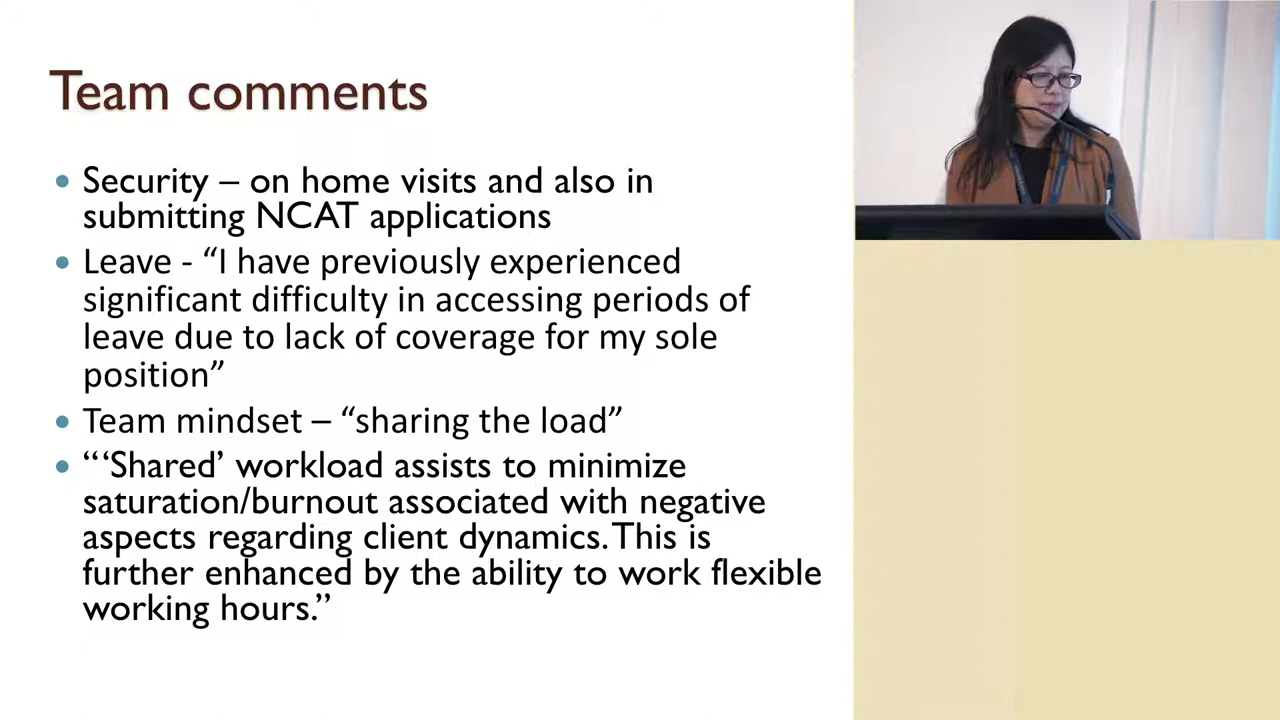 Team comments
Security – on home visits and also in
submitting NCAT applications
Leave - “I have previously experienced
significant difficulty in accessing periods of
leave due to lack of coverage for my sole
position”
Team mindset – “sharing the load”
“‘Shared’ workload assists to minimize
saturation/burnout associated with negative
aspects regarding client dynamics. This is
further enhanced by the ability to work flexible
working hours.”